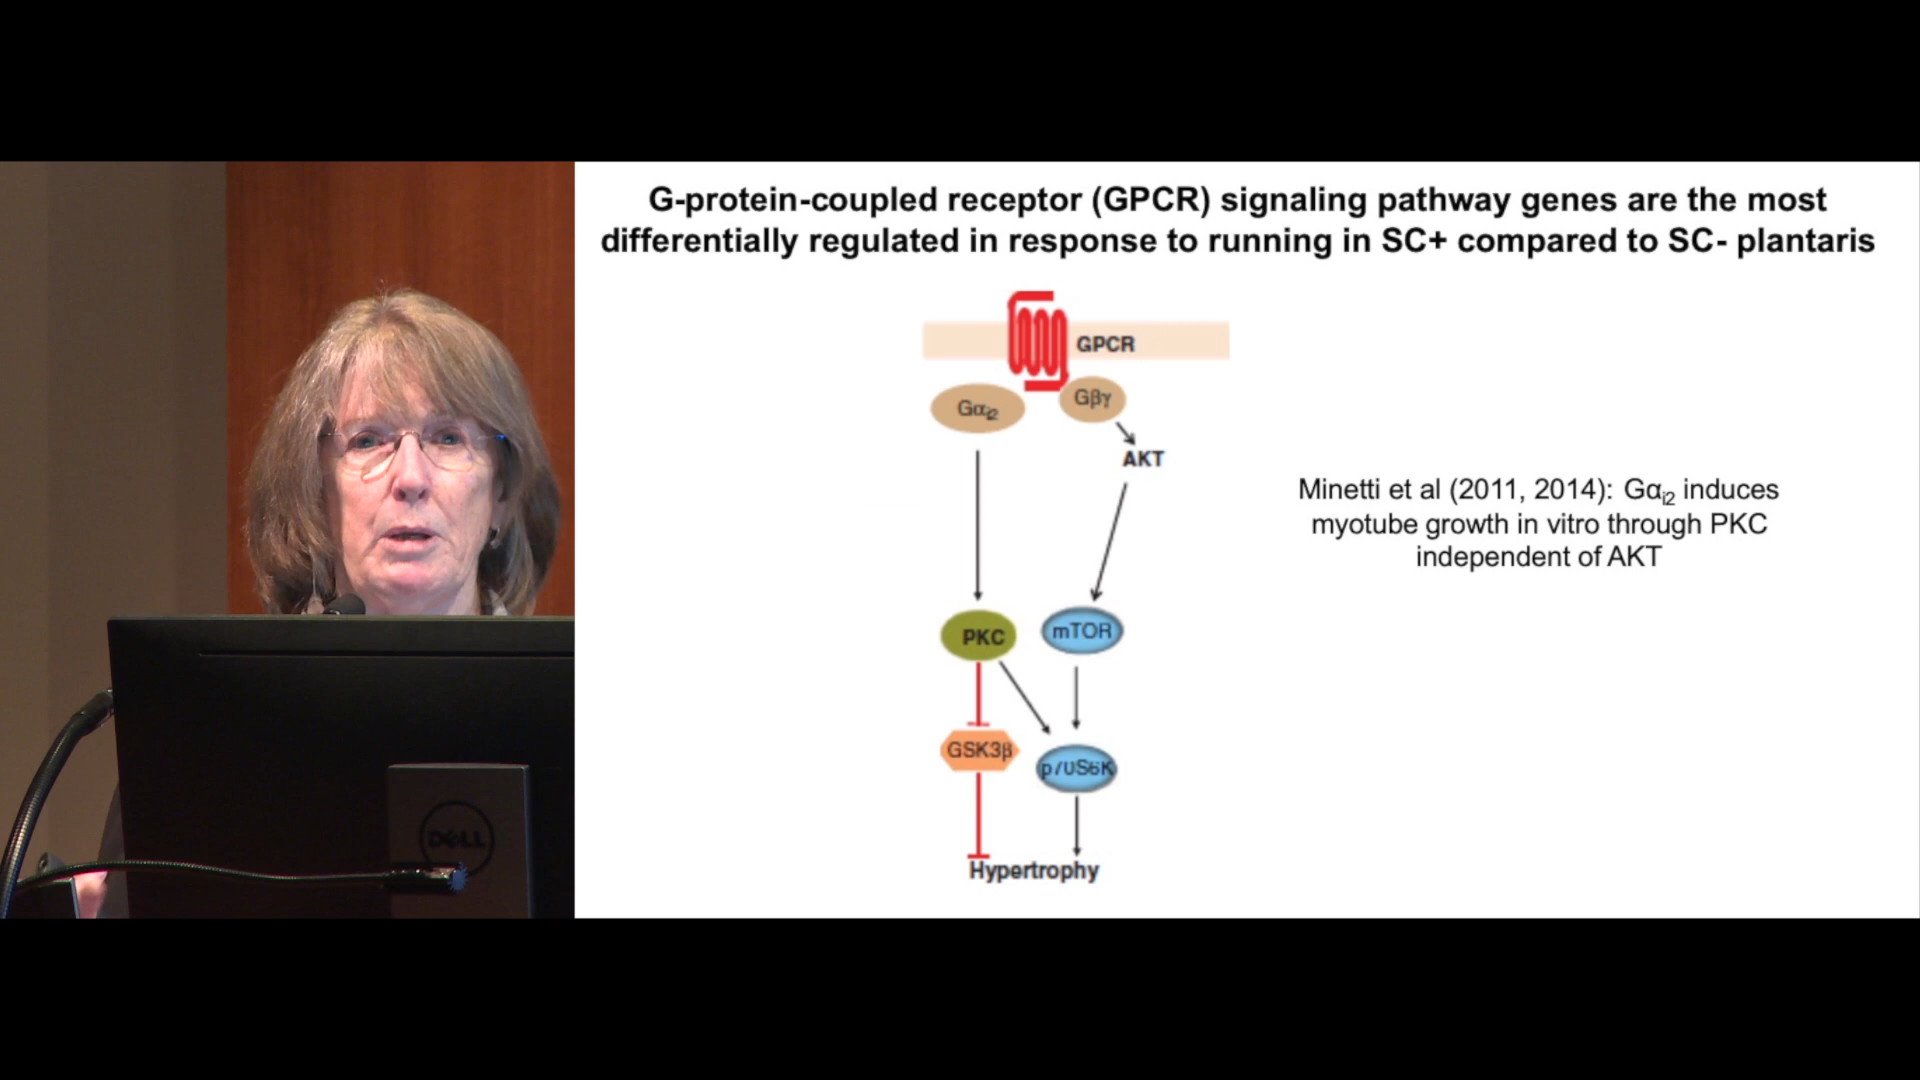 G-protein-coupled receptor (GPCR) signaling pathway genes are the most
differentially regulated in response to running in SC+ compared to SC- plantaris
GPCR
Gαi2
Gβγ
AKT
Minetti et al (2011, 2014): Gαi2 induces
myotube growth in vitro through PKC
independent of AKT
PKC
mTOR
GSK3β
p70S6K
Hypertrophy
DELL